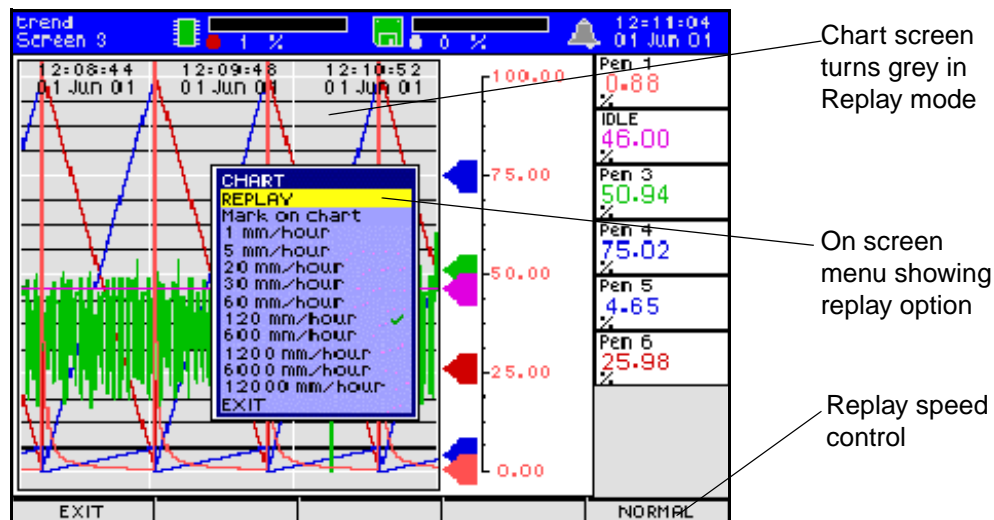 trend
Screen 3
1 %
0 %
12:11:04
01 Jun 01
12:08:44
01 Jun 01
12:09:48
01 Jun 01
12:10:52
01 Jun 01
100.00
75.00
50.00
25.00
0.00
CHART
REPLAY
Mark on chart
1 mm/hour
5 mm/hour
20 mm/hour
30 mm/hour
60 mm/hour
120 mm/hour
600 mm/hour
1200 mm/hour
6000 mm/hour
12000 mm/hour
EXIT
Pen 1
0.88
%
IDLE
46.00
%
Pen 3
50.94
%
Pen 4
75.02
%
Pen 5
4.65
%
Pen 6
25.98
%
EXIT
NORMAL
Chart screen
turns grey in
Replay mode
On screen
menu showing
replay option
Replay speed
control